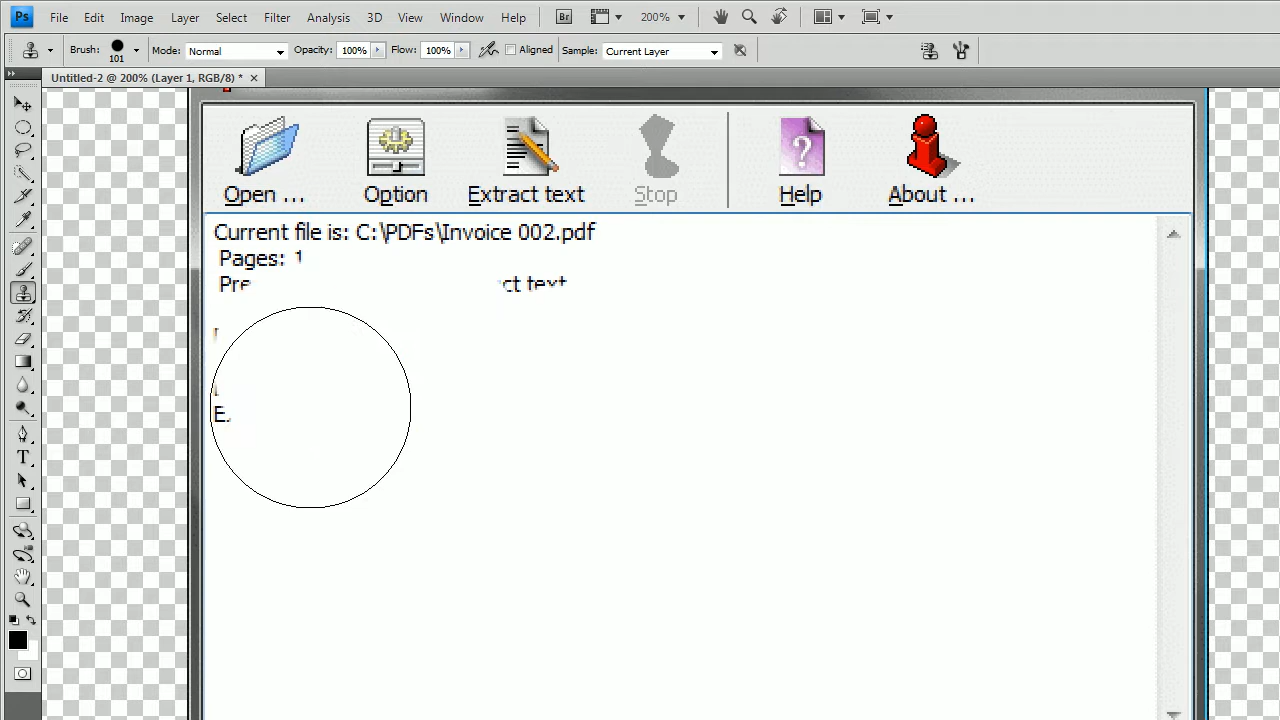 Ps File Edit Image Layer Select Filter Analysis 3D View Window Help Br 200%
Brush: 101 Mode: Normal Opacity: 100% Flow: 100% Aligned Sample: Current Layer
Untitled-2 @ 200% (Layer 1, RGB/8) *
Open ... Option Extract text Stop Help About ...
Current file is: C:\PDFs\Invoice 002.pdf
Pages: 1
text